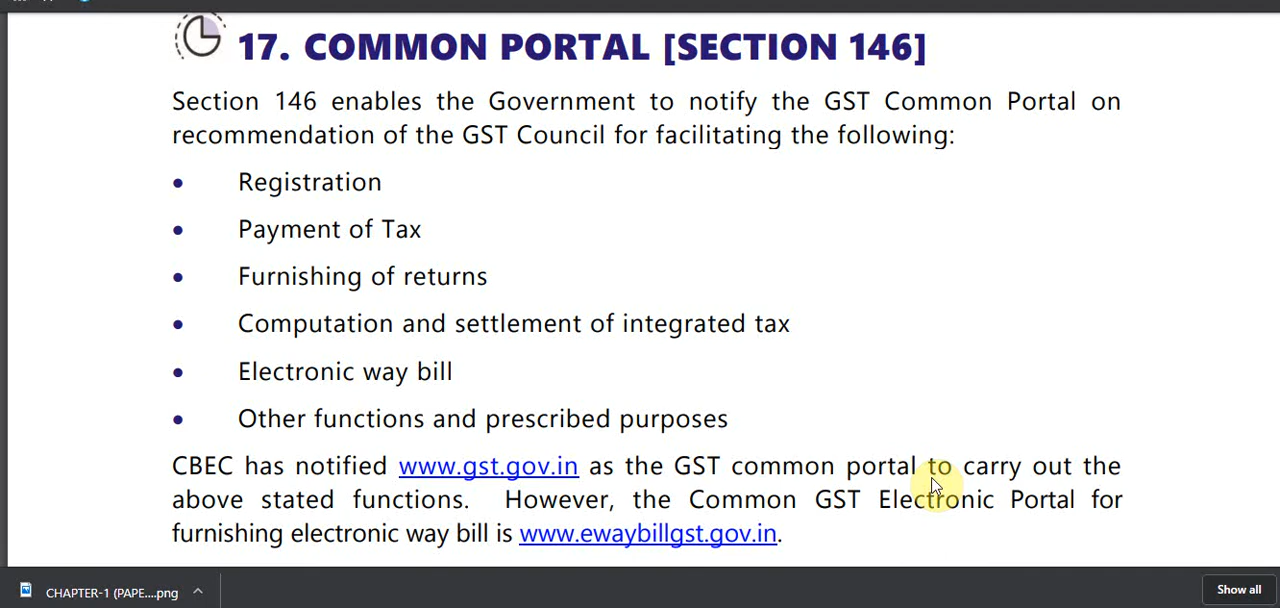 17. COMMON PORTAL [SECTION 146]
Section 146 enables the Government to notify the GST Common Portal on
recommendation of the GST Council for facilitating the following:
• Registration
• Payment of Tax
• Furnishing of returns
• Computation and settlement of integrated tax
• Electronic way bill
• Other functions and prescribed purposes
CBEC has notified www.gst.gov.in as the GST common portal to carry out the
above stated functions. However, the Common GST Electronic Portal for
furnishing electronic way bill is www.ewaybillgst.gov.in.
CHAPTER-1 (PAPE....png
Show all